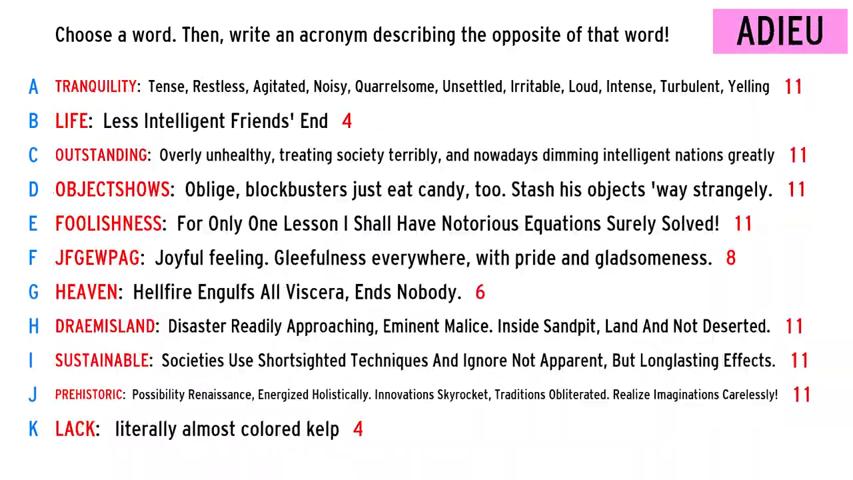 Choose a word. Then, write an acronym describing the opposite of that word!
ADIEU
A TRANQUILITY: Tense, Restless, Agitated, Noisy, Quarrelsome, Unsettled, Irritable, Loud, Intense, Turbulent, Yelling 11
B LIFE: Less Intelligent Friends' End 4
C OUTSTANDING: Overly unhealthy, treating society terribly, and nowadays dimming intelligent nations greatly 11
D OBJECTSHOWS: Oblige, blockbusters just eat candy, too. Stash his objects 'way strangely. 11
E FOOLISHNESS: For Only One Lesson I Shall Have Notorious Equations Surely Solved! 11
F JFGEWPAG: Joyful feeling. Gleefulness everywhere, with pride and gladsomeness. 8
G HEAVEN: Hellfire Engulfs All Viscera, Ends Nobody. 6
H DRAEMISLAND: Disaster Readily Approaching, Eminent Malice. Inside Sandpit, Land And Not Deserted. 11
I SUSTAINABLE: Societies Use Shortsighted Techniques And Ignore Not Apparent, But Longlasting Effects. 11
J PREHISTORIC: Possibility Renaissance, Energized Holistically. Innovations Skyrocket, Traditions Obliterated. Realize Imaginations Carelessly! 11
K LACK: literally almost colored kelp 4